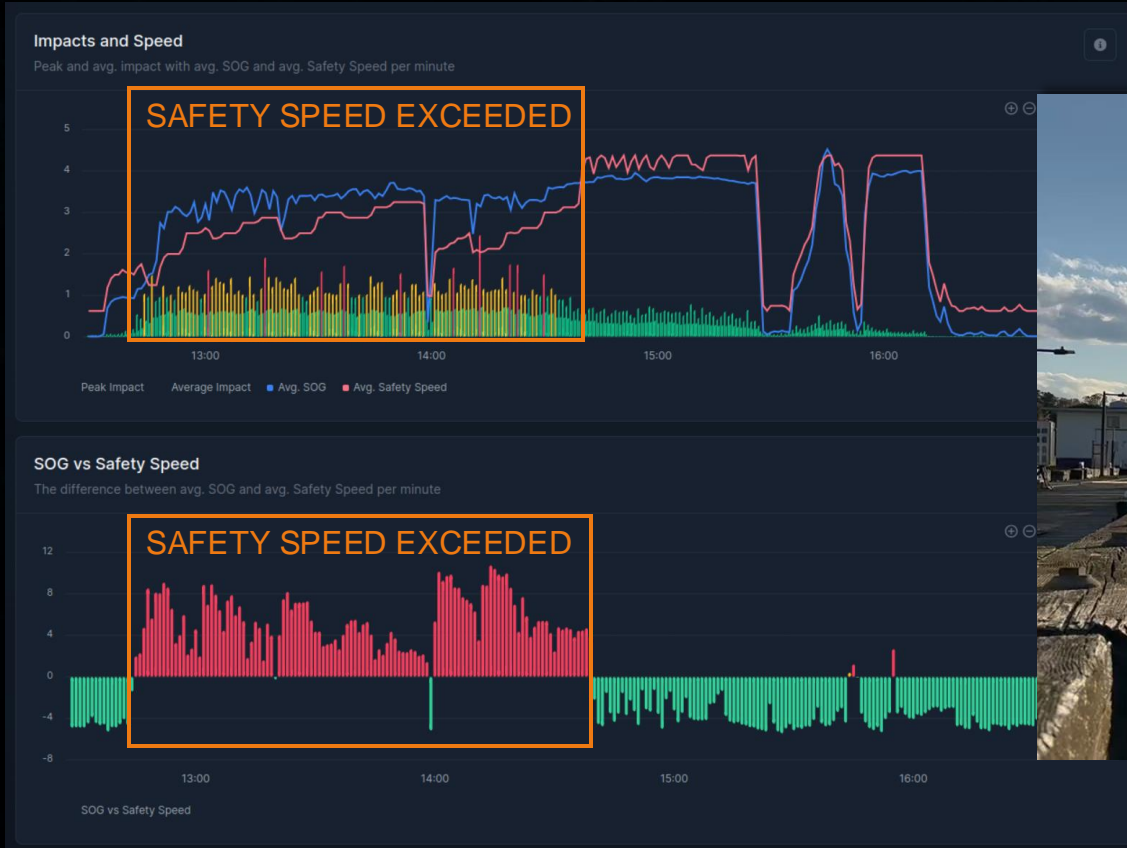 Impacts and Speed
Peak and avg. impact with avg. SOG and avg. Safety Speed per minute
SAFETY SPEED EXCEEDED
5
4
3
2
1
0
13:00 14:00 15:00 16:00
Peak Impact Average Impact Avg. SOG Avg. Safety Speed
SOG vs Safety Speed
The difference between avg. SOG and avg. Safety Speed per minute
SAFETY SPEED EXCEEDED
12
8
4
0
-4
-8
13:00 14:00 15:00 16:00
SOG vs Safety Speed